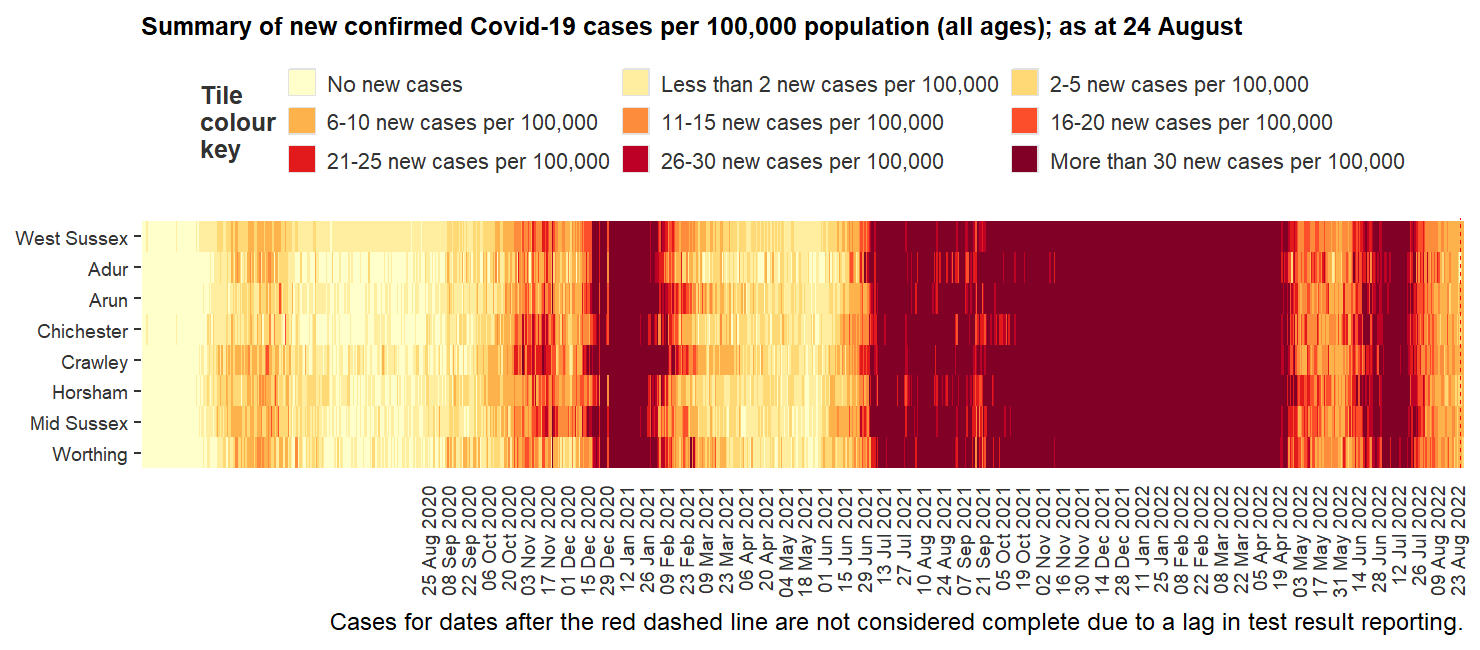 Summary of new confirmed Covid-19 cases per 100,000 population (all ages); as at 24 August
Tile
colour
key
No new cases
Less than 2 new cases per 100,000
2-5 new cases per 100,000
6-10 new cases per 100,000
11-15 new cases per 100,000
16-20 new cases per 100,000
21-25 new cases per 100,000
26-30 new cases per 100,000
More than 30 new cases per 100,000
West Sussex
Adur
Arun
Chichester
Crawley
Horsham
Mid Sussex
Worthing
25 Aug 2020
08 Sep 2020
22 Sep 2020
06 Oct 2020
20 Oct 2020
03 Nov 2020
17 Nov 2020
01 Dec 2020
15 Dec 2020
29 Dec 2020
12 Jan 2021
26 Jan 2021
09 Feb 2021
23 Feb 2021
09 Mar 2021
23 Mar 2021
06 Apr 2021
20 Apr 2021
04 May 2021
18 May 2021
01 Jun 2021
15 Jun 2021
29 Jun 2021
13 Jul 2021
27 Jul 2021
10 Aug 2021
24 Aug 2021
07 Sep 2021
21 Sep 2021
05 Oct 2021
19 Oct 2021
02 Nov 2021
16 Nov 2021
30 Nov 2021
14 Dec 2021
28 Dec 2021
11 Jan 2022
25 Jan 2022
08 Feb 2022
22 Feb 2022
08 Mar 2022
22 Mar 2022
05 Apr 2022
19 Apr 2022
03 May 2022
17 May 2022
31 May 2022
14 Jun 2022
28 Jun 2022
12 Jul 2022
26 Jul 2022
09 Aug 2022
23 Aug 2022
Cases for dates after the red dashed line are not considered complete due to a lag in test result reporting.